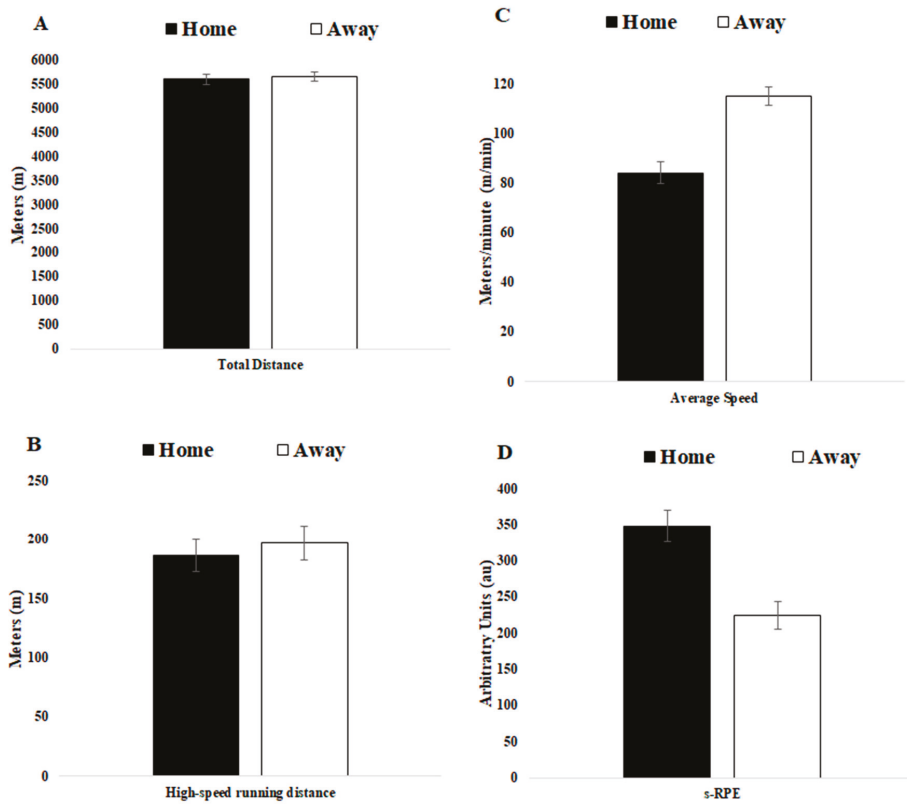 A
Home Away
6000
5500
5000
4500
4000
3500
3000
2500
2000
1500
1000
500
0
Meters (m)
Total Distance
B
Home Away
250
200
150
100
50
0
Meters (m)
High-speed running distance
C
Home Away
120
100
80
60
40
20
0
Meters/minute (m/min)
Average Speed
D
Home Away
400
350
300
250
200
150
100
50
0
Arbitratry Units (au)
s-RPE